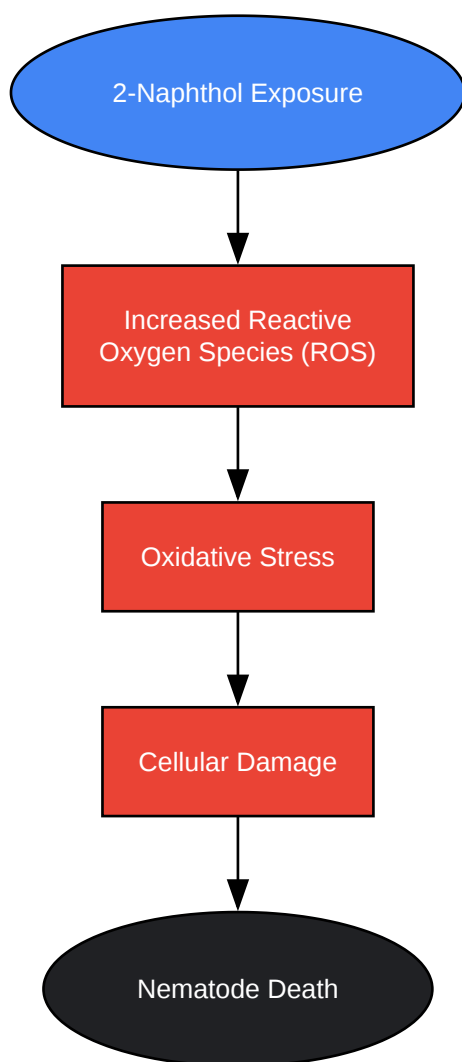 2-Naphthol Exposure
Increased Reactive
Oxygen Species (ROS)
Oxidative Stress
Cellular Damage
Nematode Death